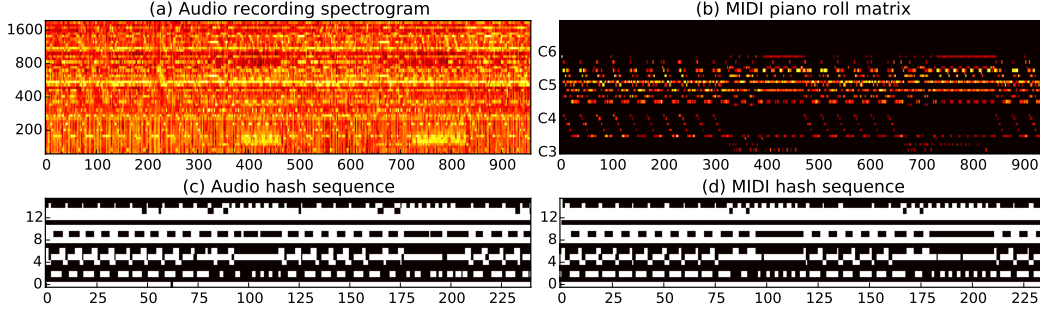 (a) Audio recording spectrogram
1600
800
400
200
0 100 200 300 400 500 600 700 800 900
(b) MIDI piano roll matrix
C6
C5
C4
C3
0 100 200 300 400 500 600 700 800 900
(c) Audio hash sequence
12
8
4
0
0 25 50 75 100 125 150 175 200 225
(d) MIDI hash sequence
12
8
4
0
0 25 50 75 100 125 150 175 200 225